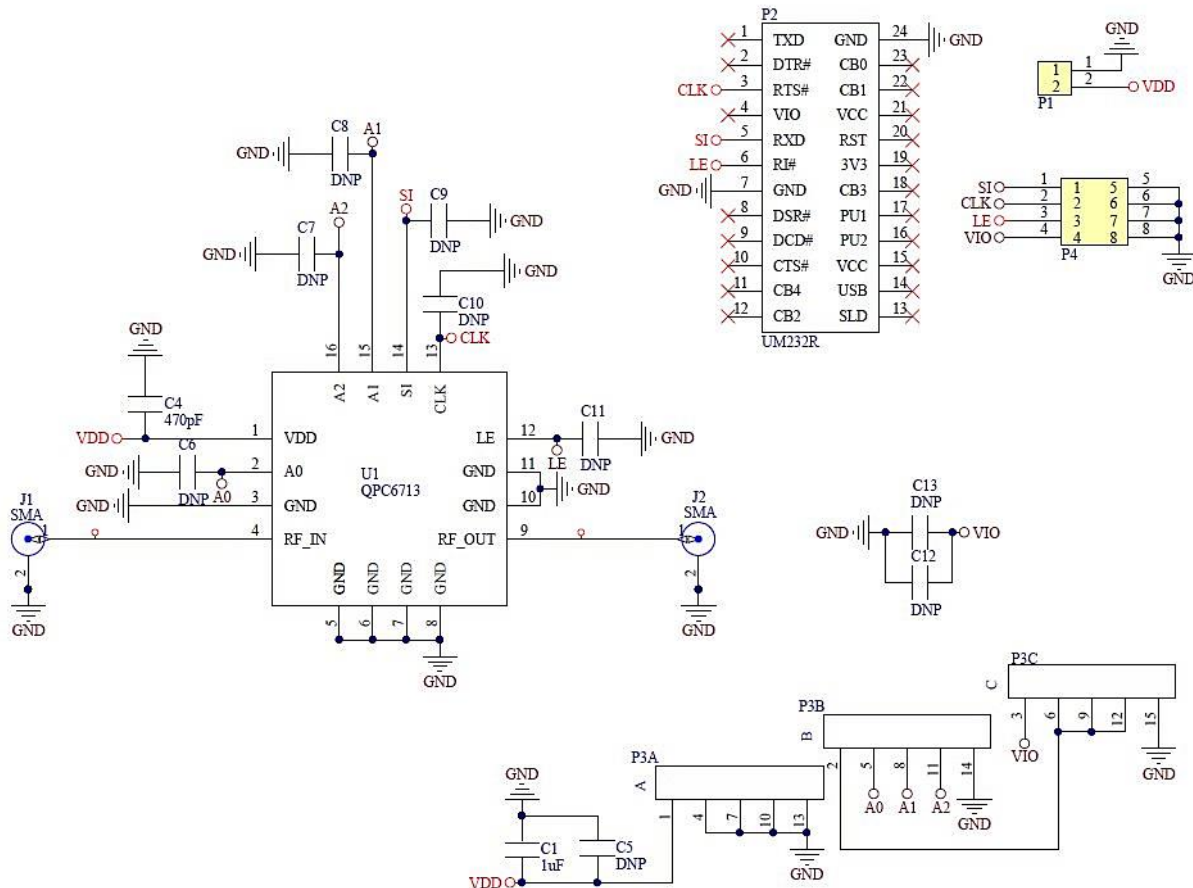 P2
1 TXD GND 24 GND
2 DTR# CB0 23
CLK 3 RTS# CB1 22
4 VIO VCC 21
SI 5 RXD RST 20
LE 6 RI# 3V3 19
GND 7 GND CB3 18
8 DSR# PU1 17
9 DCD# PU2 16
10 CTS# VCC 15
11 CB4 USB 14
12 CB2 SLD 13
UM232R
GND
1 1
2 2 VDD
P1
SI 1 1 5 5
CLK 2 2 6 6
LE 3 3 7 7
VIO 4 4 8 8
P4
GND
C8 A1
GND
DNP
A2
C7
GND
DNP
SI
C9
GND
DNP
GND
C10
DNP
CLK
16 15 14 13
A2 A1 SI CLK
GND
C4
470pF
VDD 1 VDD
C6
GND 2 A0
DNP A0
GND 3 GND
4 RF_IN
J1
SMA
1
2
GND
U1
QPC6713
LE 12
C11
GND
LE
DNP
GND 11
GND
GND 10
RF_OUT 9
J2
SMA
1
2
GND
GND GND GND GND
5 6 7 8
GND
C13
DNP
GND VIO
C12
DNP
P3C
C
3 6 9 12 15
VIO
GND
P3B
B
2 5 8 11 14
A0 A1 A2
GND
P3A
A
1 4 7 10 13
GND
GND
C1
1uF
C5
DNP
VDD